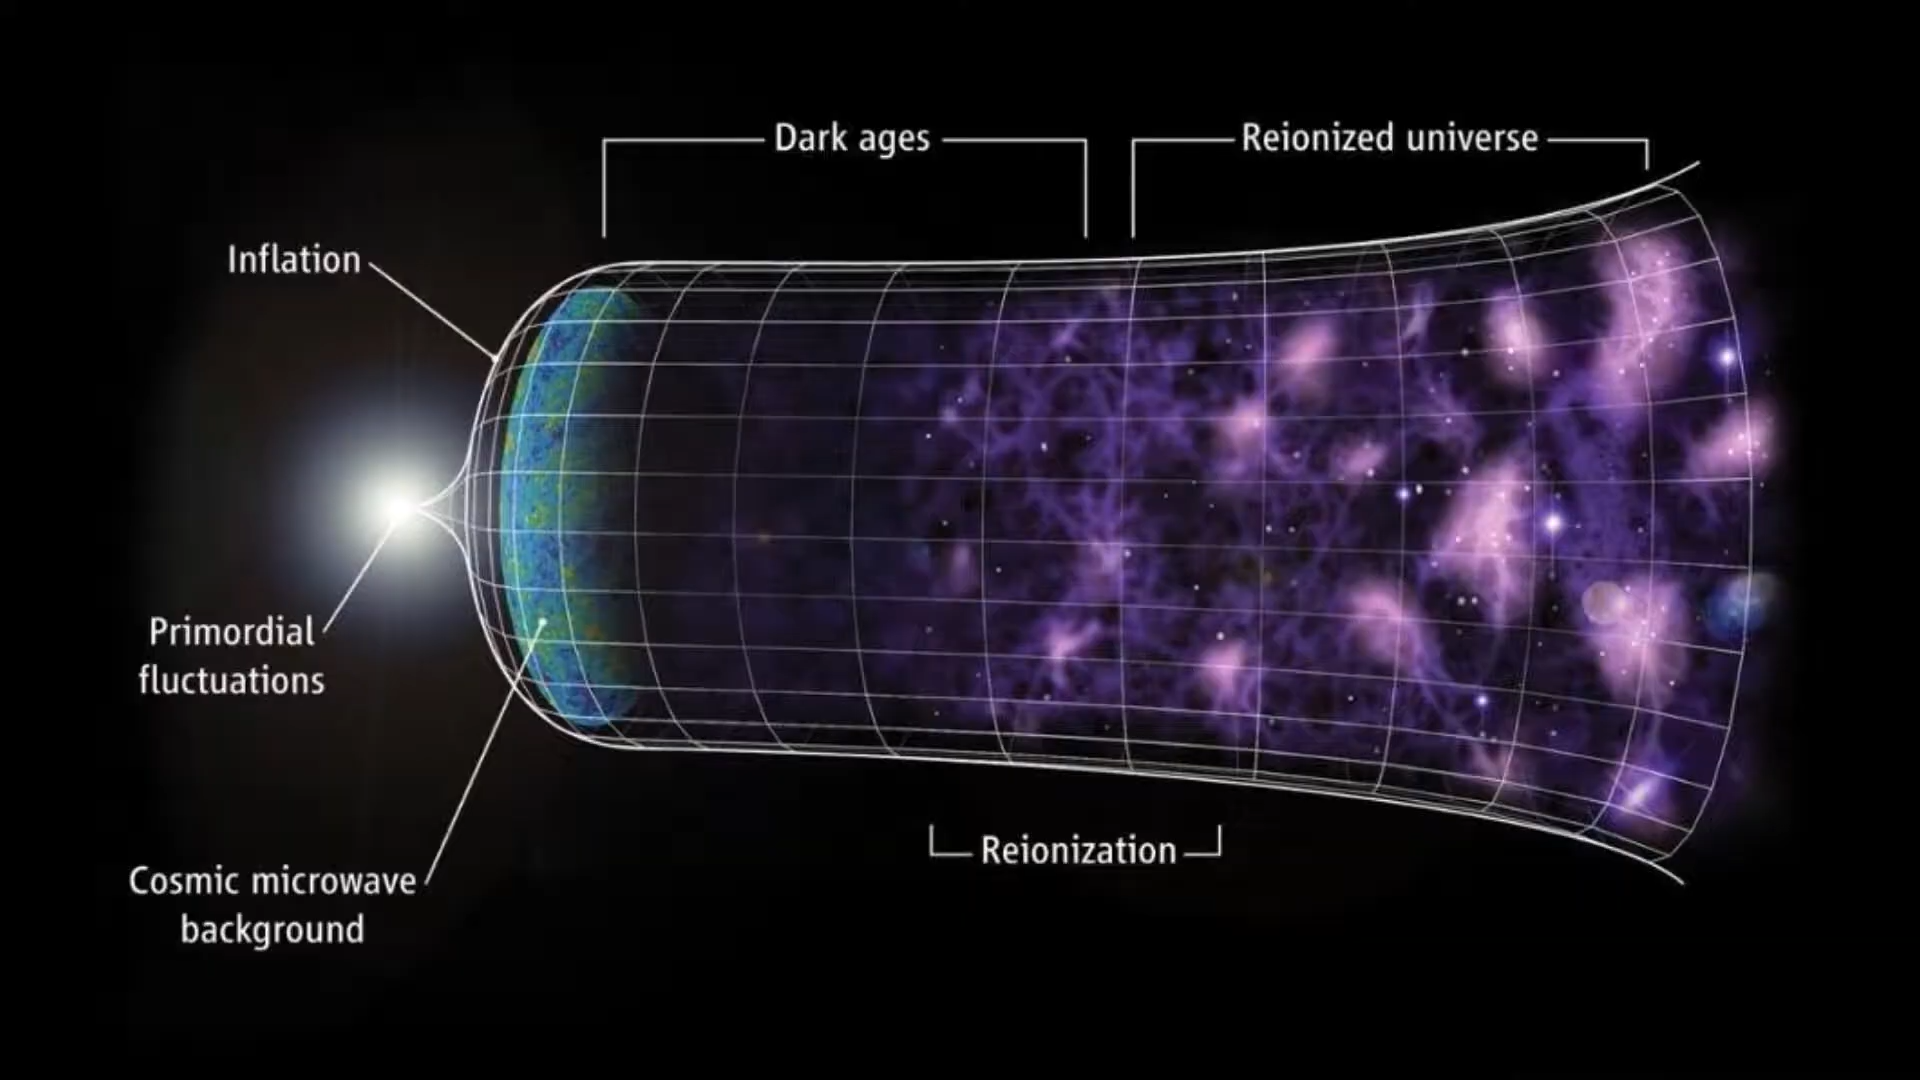 Dark ages
Reionized universe
Inflation
Primordial
fluctuations
Reionization
Cosmic microwave
background